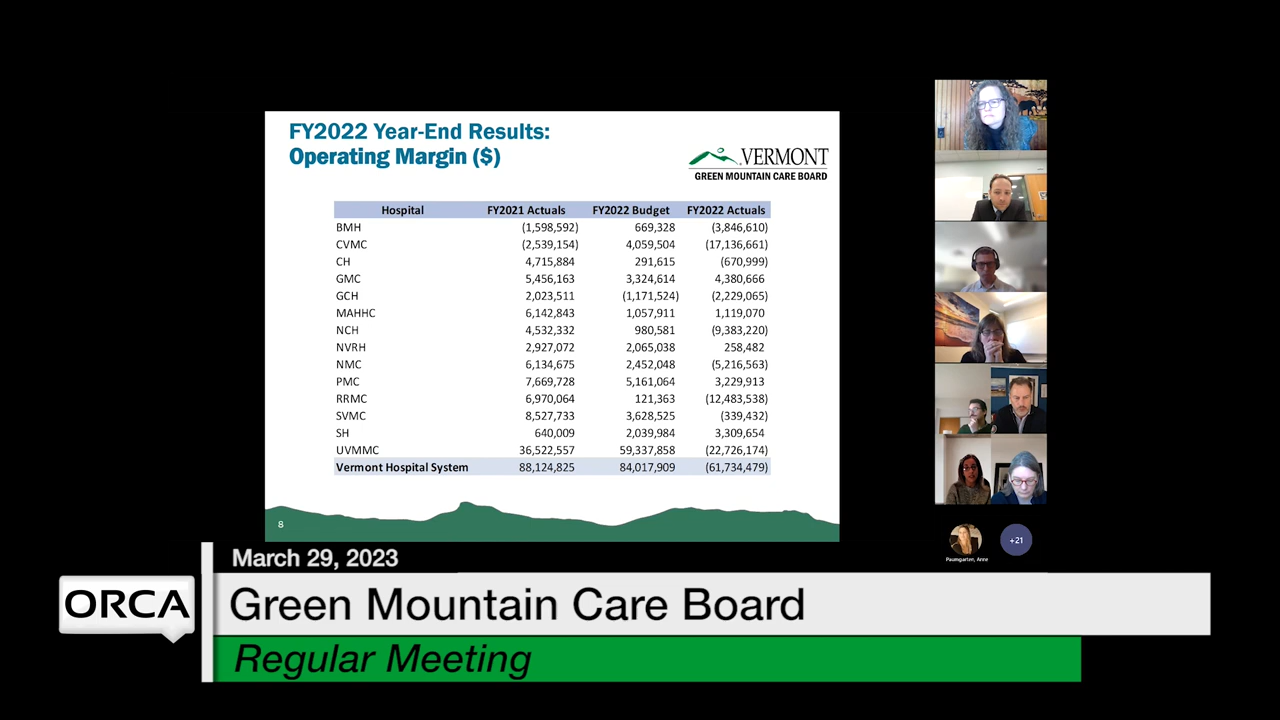 FY2022 Year-End Results:
Operating Margin ($)
VERMONT
GREEN MOUNTAIN CARE BOARD
Hospital FY2021 Actuals FY2022 Budget FY2022 Actuals
BMH (1,598,592) 669,328 (3,846,610)
CVMC (2,539,154) 4,059,504 (17,136,661)
CH 4,715,884 291,615 (670,999)
GMC 5,456,163 3,324,614 4,380,666
GCH 2,023,511 (1,171,524) (2,229,065)
MAHHC 6,142,843 1,057,911 1,119,070
NCH 4,532,332 980,581 (9,383,220)
NVRH 2,927,072 2,065,038 258,482
NMC 6,134,675 2,452,048 (5,216,563)
PMC 7,669,728 5,161,064 3,229,913
RRMC 6,970,064 121,363 (12,483,538)
SVMC 8,527,733 3,628,525 (339,432)
SH 640,009 2,039,984 3,309,654
UVMMC 36,522,557 59,337,858 (22,726,174)
Vermont Hospital System 88,124,825 84,017,909 (61,734,479)
8
Paumgarten, Anne
+21
March 29, 2023
ORCA
Green Mountain Care Board
Regular Meeting